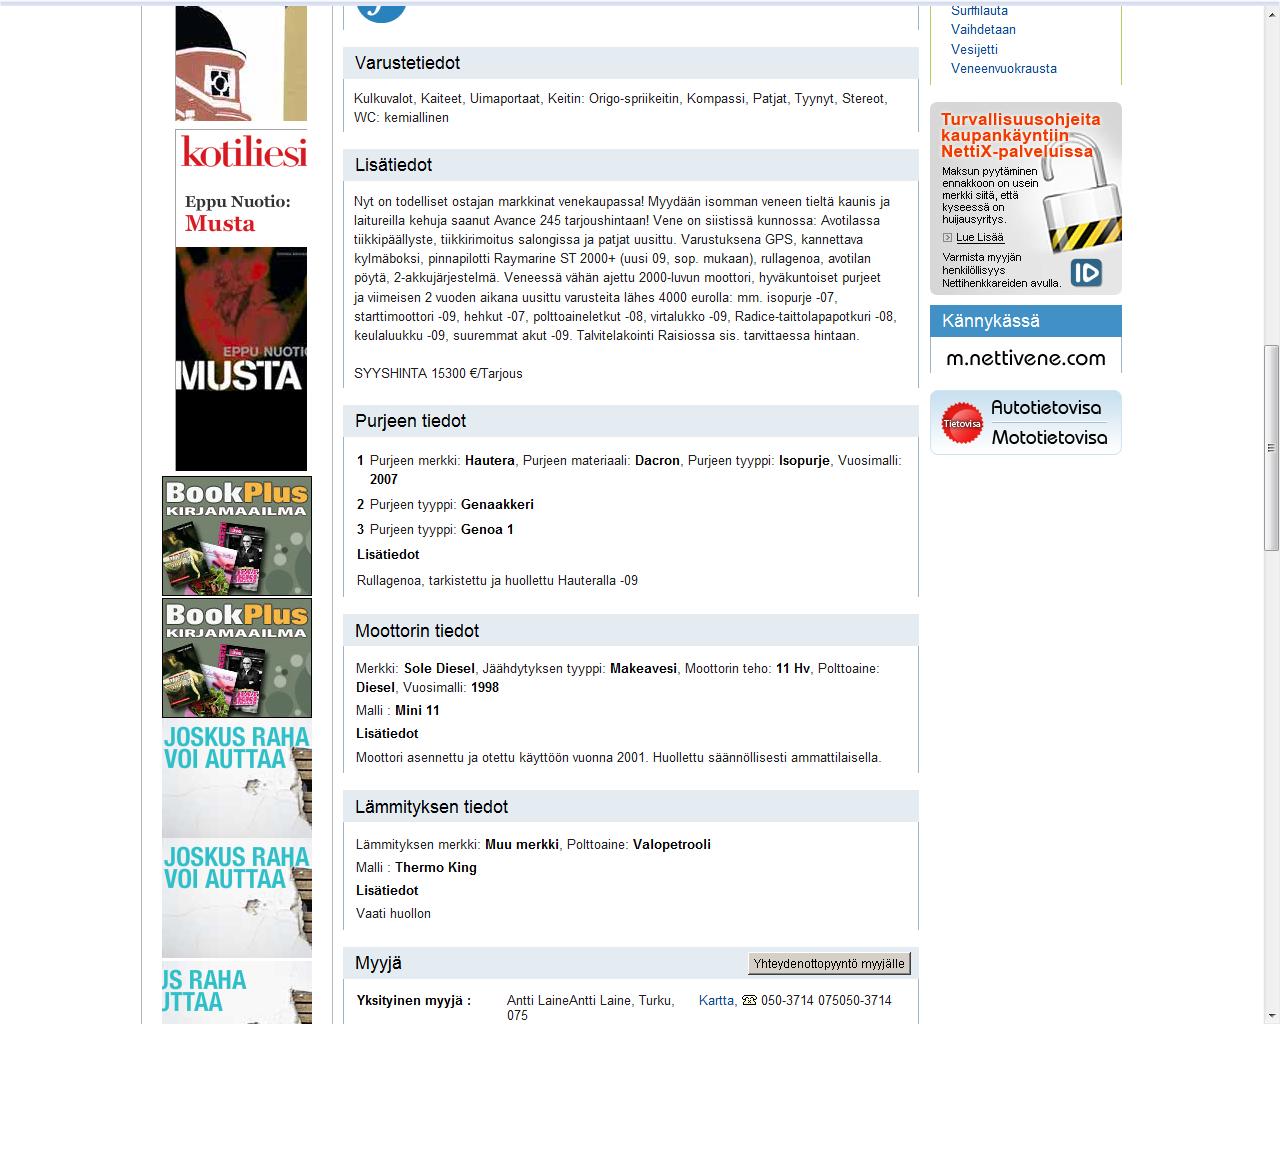 kotiliesi
Eppu Nuotio:
Musta
EPPU NUOTIO
MUSTA
BookPlus
KIRJAMAAILMA
BookPlus
KIRJAMAAILMA
JOSKUS RAHA
VOI AUTTAA
JOSKUS RAHA
VOI AUTTAA
US RAHA
UTTAA
Varustetiedot
Kulkuvalot, Kaiteet, Uimaportaat, Keitin: Origo-spriikeitin, Kompassi, Patjat, Tyynyt, Stereot,
WC: kemiallinen
Lisätiedot
Nyt on todelliset ostajan markkinat venekaupassa! Myydään isomman veneen tieltä kaunis ja
laitureilla kehuja saanut Avance 245 tarjoushintaan! Vene on siistissä kunnossa: Avotilassa
tiikkipäällyste, tiikkirimoitus salongissa ja patjat uusittu. Varustuksena GPS, kannettava
kylmäboksi, pinnapilotti Raymarine ST 2000+ (uusi 09, sop. mukaan), rullagenoa, avotilan
pöytä, 2-akkujärjestelmä. Veneessä vähän ajettu 2000-luvun moottori, hyväkuntoiset purjeet
ja viimeisen 2 vuoden aikana uusittu varusteita lähes 4000 eurolla: mm. isopurje -07,
starttimoottori -09, hehkut -07, polttoaineletkut -08, virtalukko -09, Radice-taittolapapotkuri -08,
keulaluukku -09, suuremmat akut -09. Talvitelakointi Raisiossa sis. tarvittaessa hintaan.
SYYSHINTA 15300 €/Tarjous
Purjeen tiedot
1 Purjeen merkki: Hautera, Purjeen materiaali: Dacron, Purjeen tyyppi: Isopurje, Vuosimalli:
2007
2 Purjeen tyyppi: Genaakkeri
3 Purjeen tyyppi: Genoa 1
Lisätiedot
Rullagenoa, tarkistettu ja huollettu Hauteralla -09
Moottorin tiedot
Merkki: Sole Diesel, Jäähdytyksen tyyppi: Makeavesi, Moottorin teho: 11 Hv, Polttoaine:
Diesel, Vuosimalli: 1998
Malli : Mini 11
Lisätiedot
Moottori asennettu ja otettu käyttöön vuonna 2001. Huollettu säännöllisesti ammattilaisella.
Lämmityksen tiedot
Lämmityksen merkki: Muu merkki, Polttoaine: Valopetrooli
Malli : Thermo King
Lisätiedot
Vaati huollon
Myyjä
Yhteydenottopyyntö myyjälle
Yksityinen myyjä : Antti LaineAntti Laine, Turku, Kartta, ☏ 050-3714 075050-3714
075
Surffilauta
Vaihdetaan
Vesijetti
Veneenvuokrausta
Turvallisuusohjeita
kaupankäyntiin
NettiX-palveluissa
Maksun pyytäminen
ennakkoon on usein
merkki siitä, että
kyseessä on
huijausyritys.
Lue Lisää
Varmista myyjän
henkilöllisyys
Nettihenkkareiden avulla.
ID
Kännykässä
m.nettivene.com
Tietovisa
Autotietovisa
Mototietovisa